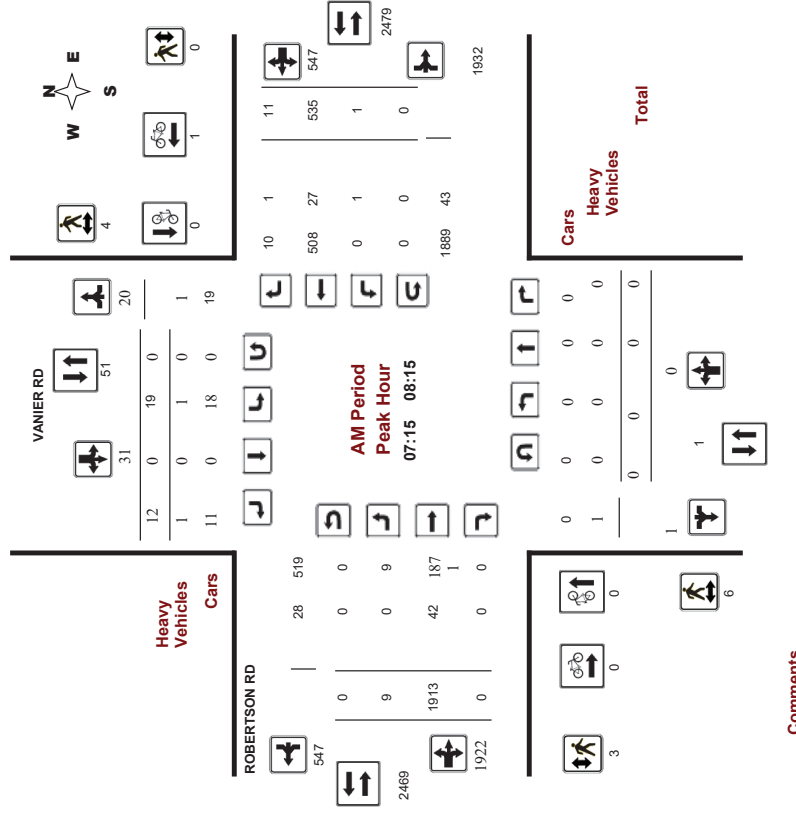 N
W E
S
VANIER RD
51
31
20
12 19 0 0
1 0 1 0 1
11 0 18 0 19
4
0 1 0
Heavy
Vehicles
Cars
ROBERTSON RD
547
2469
1922
28 519
0 0 0
9 0 9
1913 42 187
1
0 0 0
AM Period
Peak Hour
07:15 08:15
10 1 11
508 27 535
0 1 1
0 0 0
1889 43
547
2479
1932
0 0 0 0 0
1 0 0 0 0
0 0 0 0
1 0
1
Cars
Heavy
Vehicles
Total
3 0 0
6
Comments